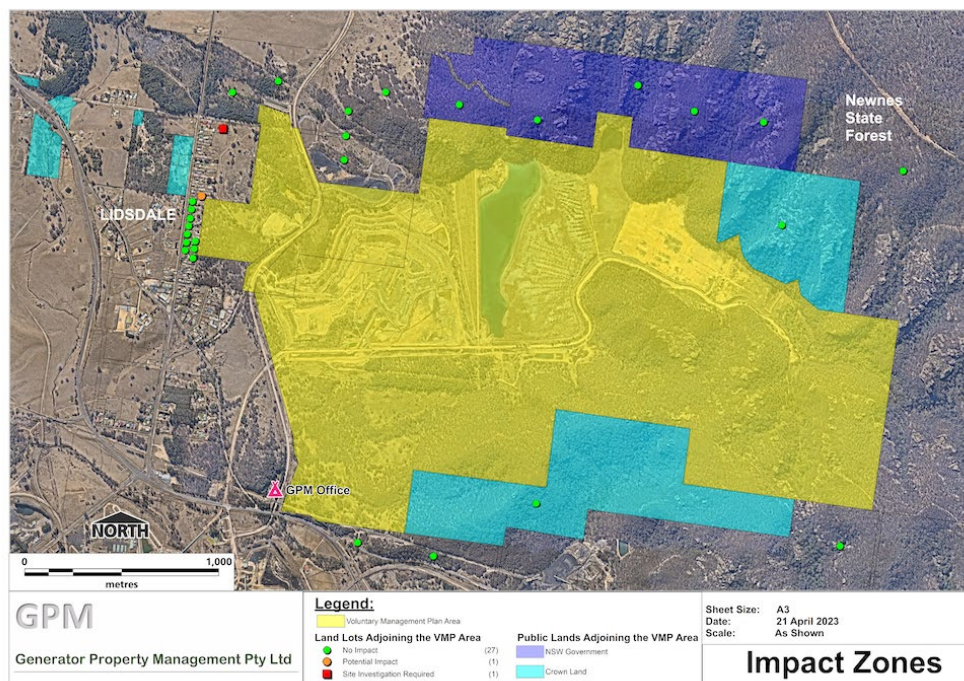 Newnes
State
Forest
LIDSDALE
GPM Office
NORTH
0 1,000
metres
GPM
Generator Property Management Pty Ltd
Legend:
Voluntary Management Plan Area
Land Lots Adjoining the VMP Area
No Impact (27)
Potential Impact (1)
Site Investigation Required (1)
Public Lands Adjoining the VMP Area
NSW Government
Crown Land
Sheet Size: A3
Date: 21 April 2023
Scale: As Shown
Impact Zones